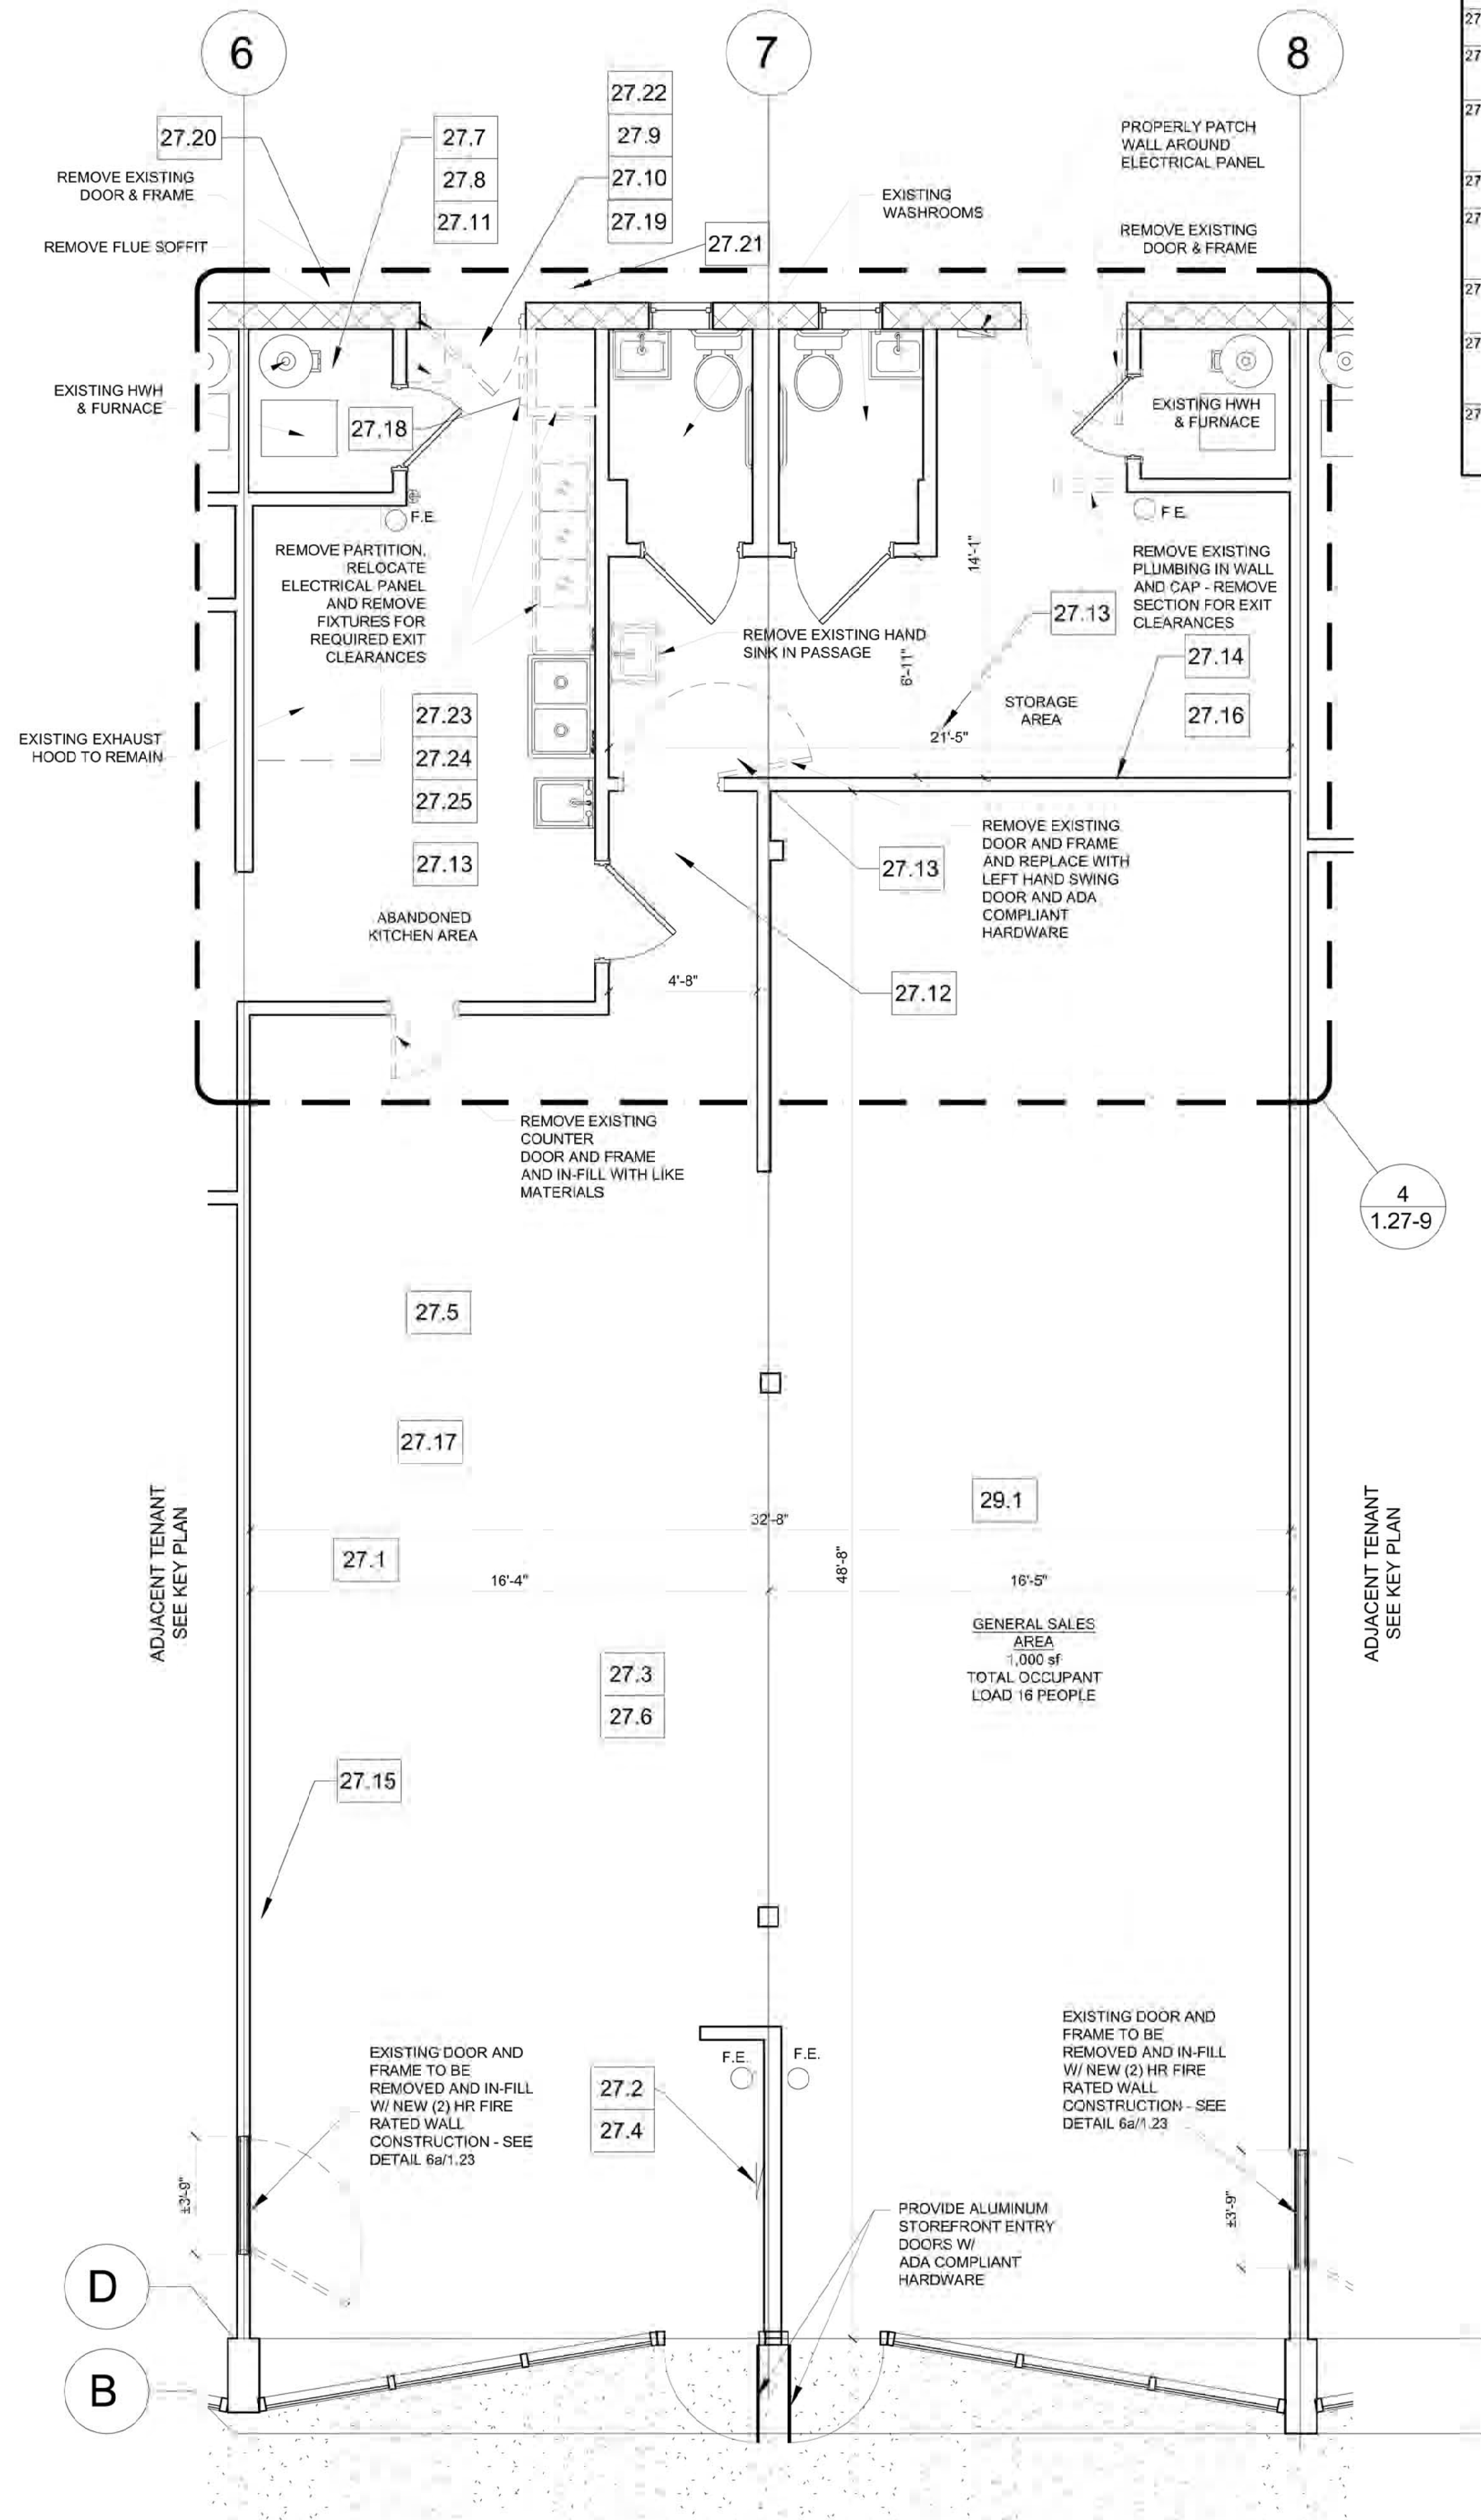 6
7
8
27.20
27.7
27.8
27.11
27.22
27.9
27.10
27.19
27.21
REMOVE EXISTING
DOOR & FRAME
REMOVE FLUE SOFFIT
EXISTING
WASHROOMS
PROPERLY PATCH
WALL AROUND
ELECTRICAL PANEL
REMOVE EXISTING
DOOR & FRAME
27
27
27
27
27
27
27
27
EXISTING HWH
& FURNACE
27.18
EXISTING HWH
& FURNACE
F.E.
F.E.
REMOVE PARTITION,
RELOCATE
ELECTRICAL PANEL
AND REMOVE
FIXTURES FOR
REQUIRED EXIT
CLEARANCES
14'-1"
REMOVE EXISTING
PLUMBING IN WALL
AND CAP - REMOVE
SECTION FOR EXIT
CLEARANCES
27.13
REMOVE EXISTING HAND
SINK IN PASSAGE
6'-11"
27.14
27.16
STORAGE
AREA
21'-5"
EXISTING EXHAUST
HOOD TO REMAIN
27.23
27.24
27.25
27.13
ABANDONED
KITCHEN AREA
27.13
REMOVE EXISTING
DOOR AND FRAME
AND REPLACE WITH
LEFT HAND SWING
DOOR AND ADA
COMPLIANT
HARDWARE
4'-8"
27.12
REMOVE EXISTING
COUNTER
DOOR AND FRAME
AND IN-FILL WITH LIKE
MATERIALS
4
1.27-9
27.5
27.17
29.1
32'-8"
27.1
16'-4"
48'-8"
16'-5"
ADJACENT TENANT
SEE KEY PLAN
ADJACENT TENANT
SEE KEY PLAN
GENERAL SALES
AREA
1,000 sf
TOTAL OCCUPANT
LOAD 16 PEOPLE
27.3
27.6
27.15
EXISTING DOOR AND
FRAME TO BE
REMOVED AND IN-FILL
W/ NEW (2) HR FIRE
RATED WALL
CONSTRUCTION - SEE
DETAIL 6a/1.23
F.E.
F.E.
27.2
27.4
EXISTING DOOR AND
FRAME TO BE
REMOVED AND IN-FILL
W/ NEW (2) HR FIRE
RATED WALL
CONSTRUCTION - SEE
DETAIL 6a/1.23
±3'-9"
±3'-9"
PROVIDE ALUMINUM
STOREFRONT ENTRY
DOORS W/
ADA COMPLIANT
HARDWARE
D
B